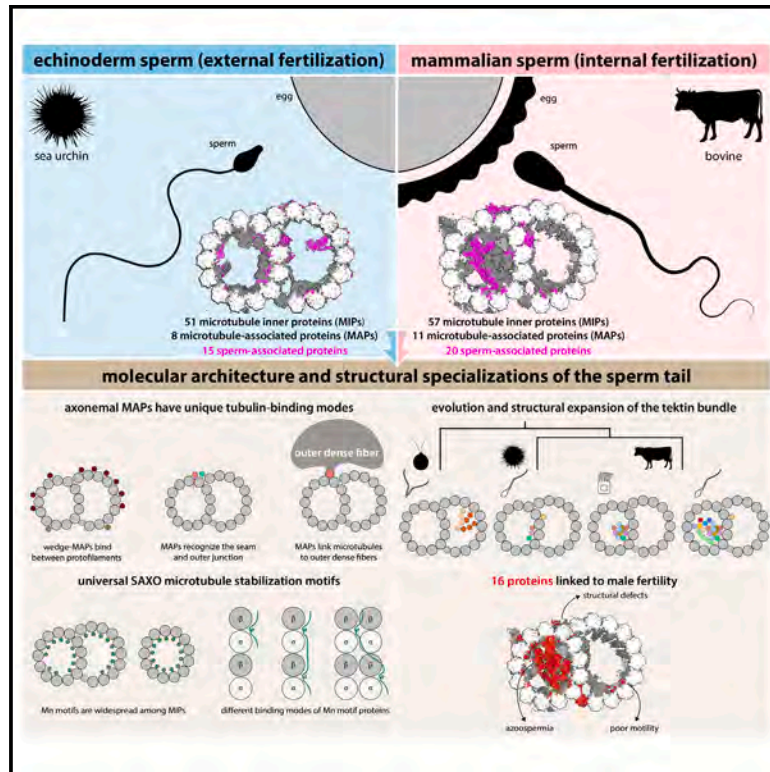 echinoderm sperm (external fertilization)
mammalian sperm (internal fertilization)
egg
sperm
sea urchin
egg
sperm
bovine
51 microtubule inner proteins (MIPs)
8 microtubule-associated proteins (MAPs)
15 sperm-associated proteins
57 microtubule inner proteins (MIPs)
11 microtubule-associated proteins (MAPs)
20 sperm-associated proteins
molecular architecture and structural specializations of the sperm tail
axonemal MAPs have unique tubulin-binding modes
outer dense fiber
wedge-MAPs bind
between protofilaments
MAPs recognize the seam
and outer junction
MAPs link microtubules
to outer dense fibers
universal SAXO microtubule stabilization motifs
β β β β
α α α α
β β β β
α α α α
Mn motifs are widespread among MIPs
different binding modes of Mn motif proteins
evolution and structural expansion of the tektin bundle
16 proteins linked to male fertility
structural defects
azoospermia
poor motility